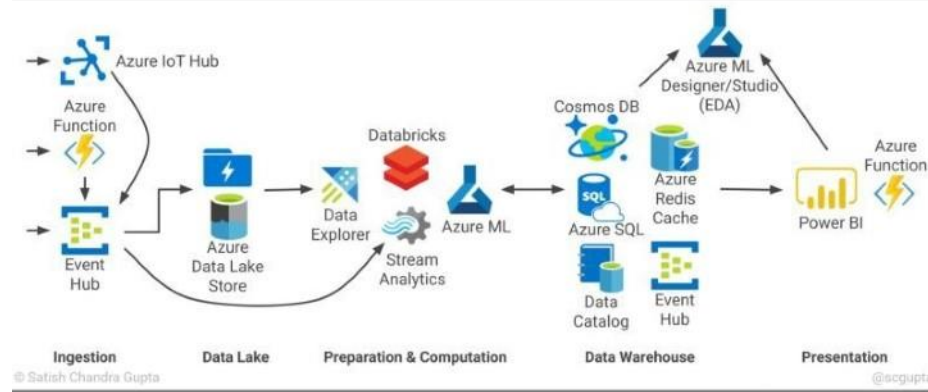 Azure IoT Hub
Azure
Function
Event
Hub
Azure
Data Lake
Store
Databricks
Data
Explorer
Azure ML
Stream
Analytics
Azure ML
Designer/Studio
(EDA)
Cosmos DB
SQL
Azure SQL
Azure
Redis
Cache
Data
Catalog
Event
Hub
Azure
Function
Power BI
Ingestion
Data Lake
Preparation & Computation
Data Warehouse
Presentation
© Satish Chandra Gupta
@scgupta